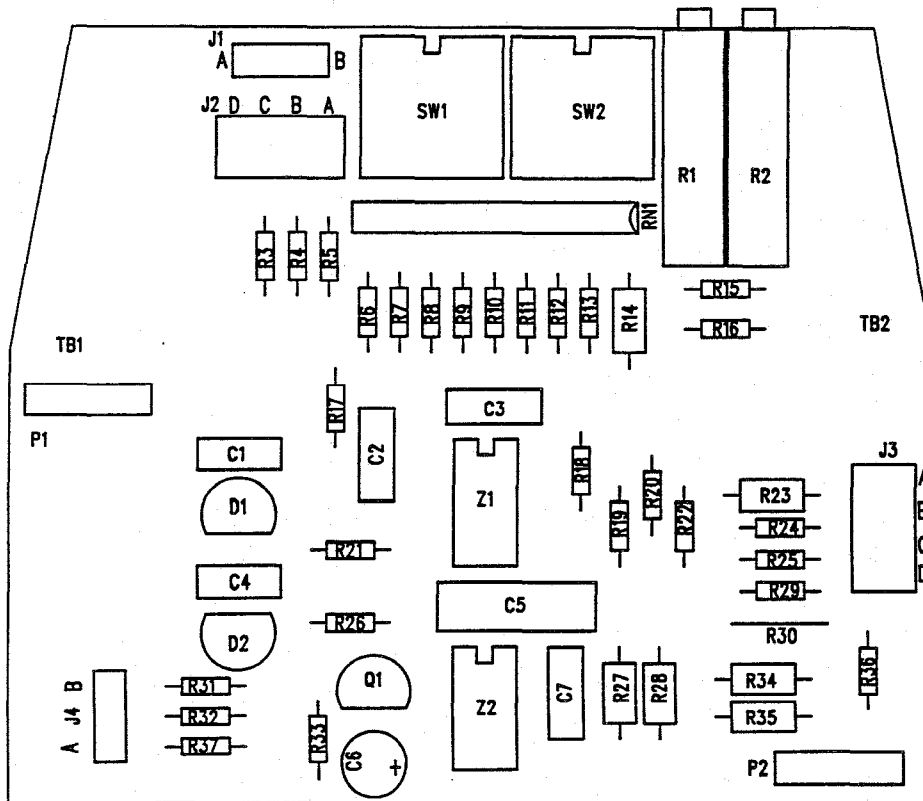 J1
A B
J2 D C B A
SW1 SW2
R1 R2
RN1
R3 R4 R5
R6 R7 R8 R9 R10 R11 R12 R13 R14
R15
R16
TB1 TB2
R17
C3
P1
C1
C2
J3
A
D1
Z1
R18
R19 R20 R22
R23
R24
R21
R25
C
C4
R29
D
C5
D2
R26
R30
R36
B
R31
Q1
Z2
C7
R27 R28
R34
J4
R32
R35
A
R37
R33
C6 +
P2